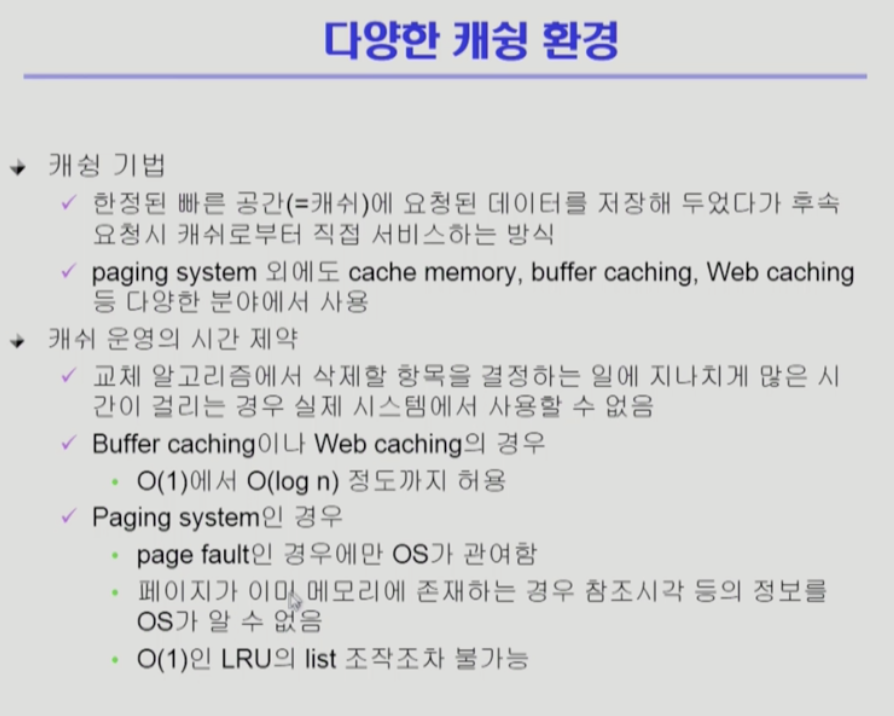 다양한 캐슁 환경
캐슁 기법
한정된 빠른 공간(=캐쉬)에 요청된 데이터를 저장해 두었다가 후속
요청시 캐쉬로부터 직접 서비스하는 방식
paging system 외에도 cache memory, buffer caching, Web caching
등 다양한 분야에서 사용
캐쉬 운영의 시간 제약
교체 알고리즘에서 삭제할 항목을 결정하는 일에 지나치게 많은 시
간이 걸리는 경우 실제 시스템에서 사용할 수 없음
Buffer caching이나 Web caching의 경우
O(1)에서 O(log n) 정도까지 허용
Paging system인 경우
page fault인 경우에만 OS가 관여함
페이지가 이미 메모리에 존재하는 경우 참조시각 등의 정보를
OS가 알 수 없음
O(1)인 LRU의 list 조작조차 불가능